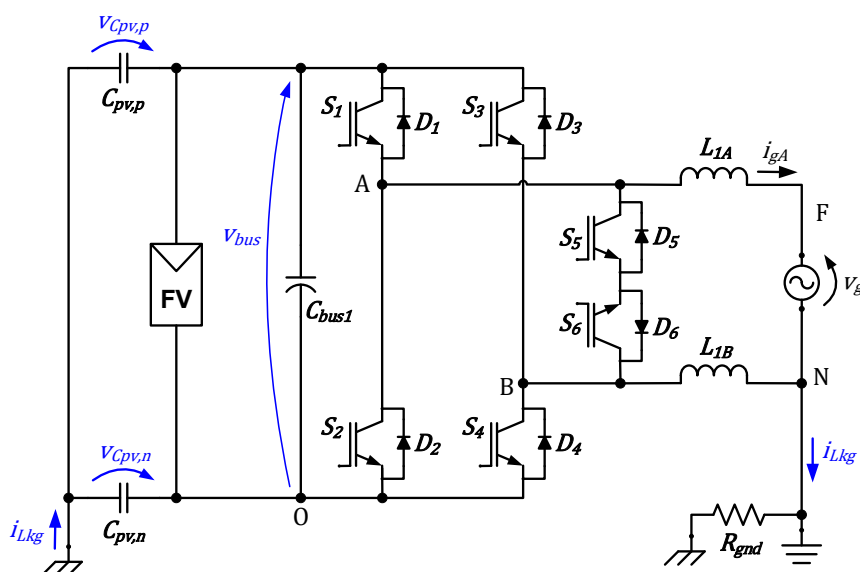 vCpv,p
Cpv,p
S1
D1
S3
D3
L1A
igA
A
F
vbus
FV
Cbus1
S5
D5
vg
S6
D6
L1B
B
N
S2
D2
S4
D4
vCpv,n
iLkg
iLkg
Cpv,n
O
Rgnd